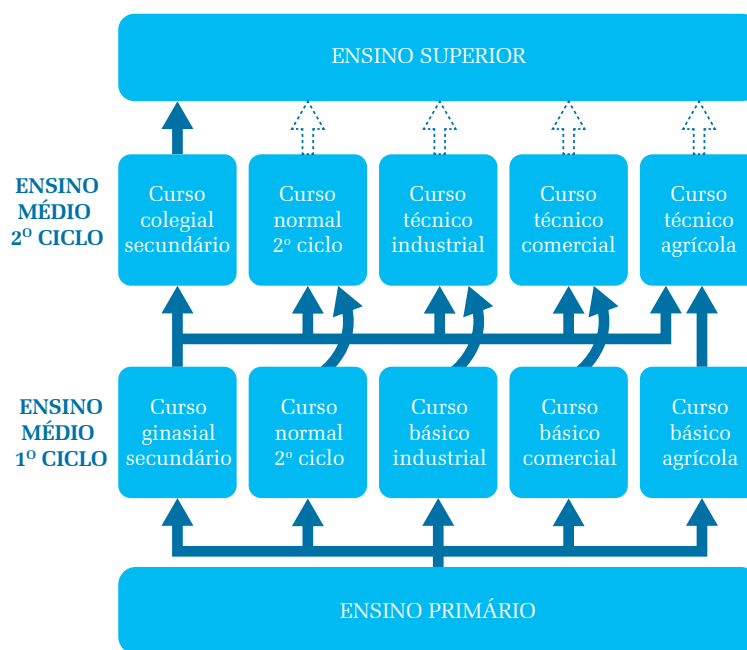 ENSINO SUPERIOR
ENSINO
MÉDIO
2º CICLO
Curso
colegial
secundário
Curso
normal
2º ciclo
Curso
técnico
industrial
Curso
técnico
comercial
Curso
técnico
agrícola
ENSINO
MÉDIO
1º CICLO
Curso
ginasial
secundário
Curso
normal
2º ciclo
Curso
básico
industrial
Curso
básico
comercial
Curso
básico
agrícola
ENSINO PRIMÁRIO